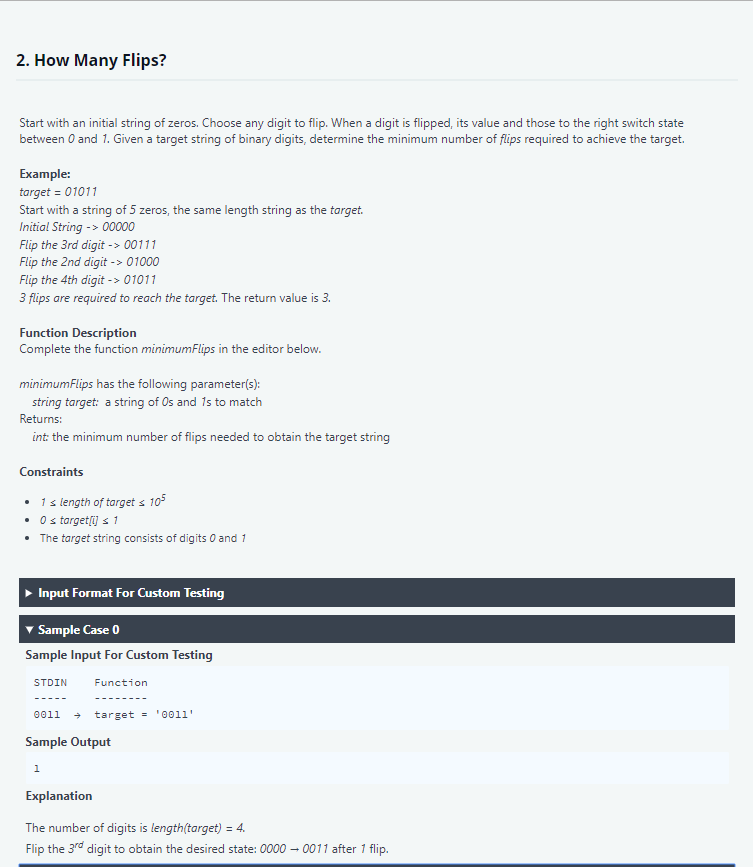 2. How Many Flips?
Start with an initial string of zeros. Choose any digit to flip. When a digit is flipped, its value and those to the right switch state
between 0 and 1. Given a target string of binary digits, determine the minimum number of flips required to achieve the target.
Example:
target = 01011
Start with a string of 5 zeros, the same length string as the target.
Initial String -> 00000
Flip the 3rd digit -> 00111
Flip the 2nd digit -> 01000
Flip the 4th digit -> 01011
3 flips are required to reach the target. The return value is 3.
Function Description
Complete the function minimumFlips in the editor below.
minimumFlips has the following parameter(s):
string target: a string of 0s and 1s to match
Returns:
int: the minimum number of flips needed to obtain the target string
Constraints
• 1 ≤ length of target ≤ 10⁵
• 0 ≤ target[i] ≤ 1
• The target string consists of digits 0 and 1
▶ Input Format For Custom Testing
▼ Sample Case 0
Sample Input For Custom Testing
STDIN Function
----- --------
0011 → target = '0011'
Sample Output
1
Explanation
The number of digits is length(target) = 4.
Flip the 3rd digit to obtain the desired state: 0000 → 0011 after 1 flip.